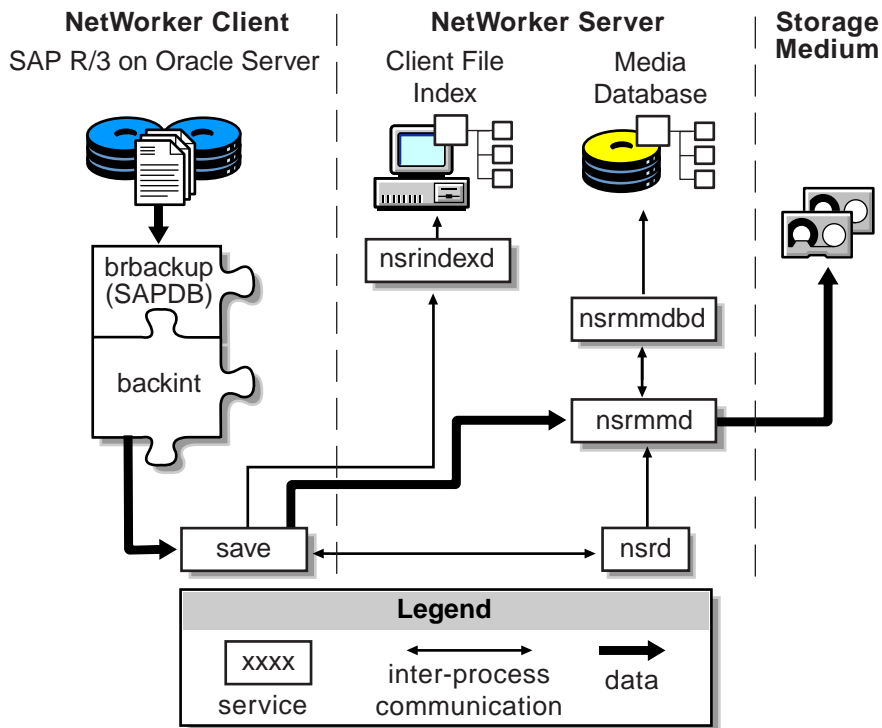 NetWorker Client
SAP R/3 on Oracle Server
NetWorker Server
Client File
Index
Media
Database
Storage
Medium
brbackup
(SAPDB)
backint
nsrindexd
nsrmmdbd
nsrmmd
save
nsrd
Legend
xxxx
service
inter-process
communication
data